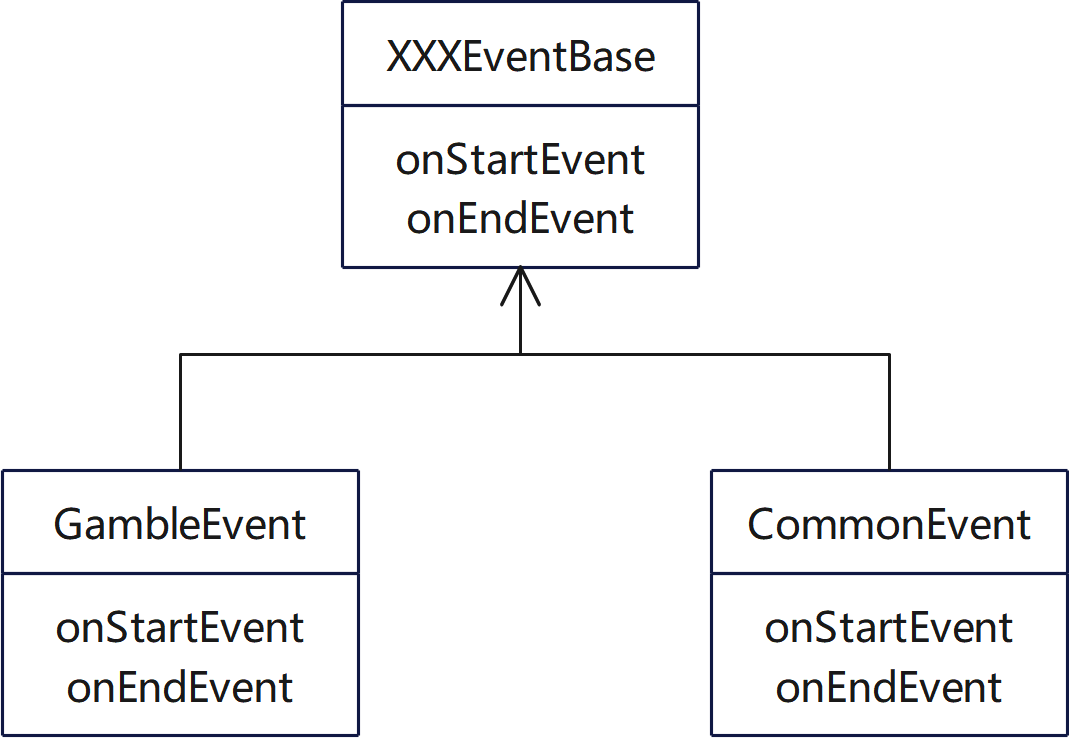 XXXEventBase
onStartEvent
onEndEvent
GambleEvent
onStartEvent
onEndEvent
CommonEvent
onStartEvent
onEndEvent